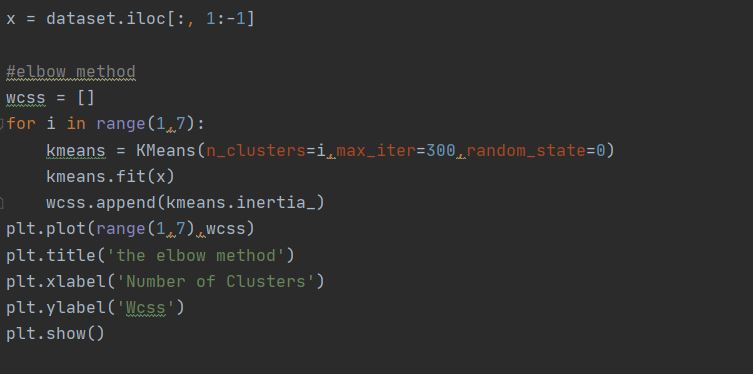 x = dataset.iloc[:, 1:-1]
#elbow method
wcss = []
for i in range(1,7):
    kmeans = KMeans(n_clusters=i,max_iter=300,random_state=0)
    kmeans.fit(x)
    wcss.append(kmeans.inertia_)
plt.plot(range(1,7),wcss)
plt.title('the elbow method')
plt.xlabel('Number of Clusters')
plt.ylabel('Wcss')
plt.show()